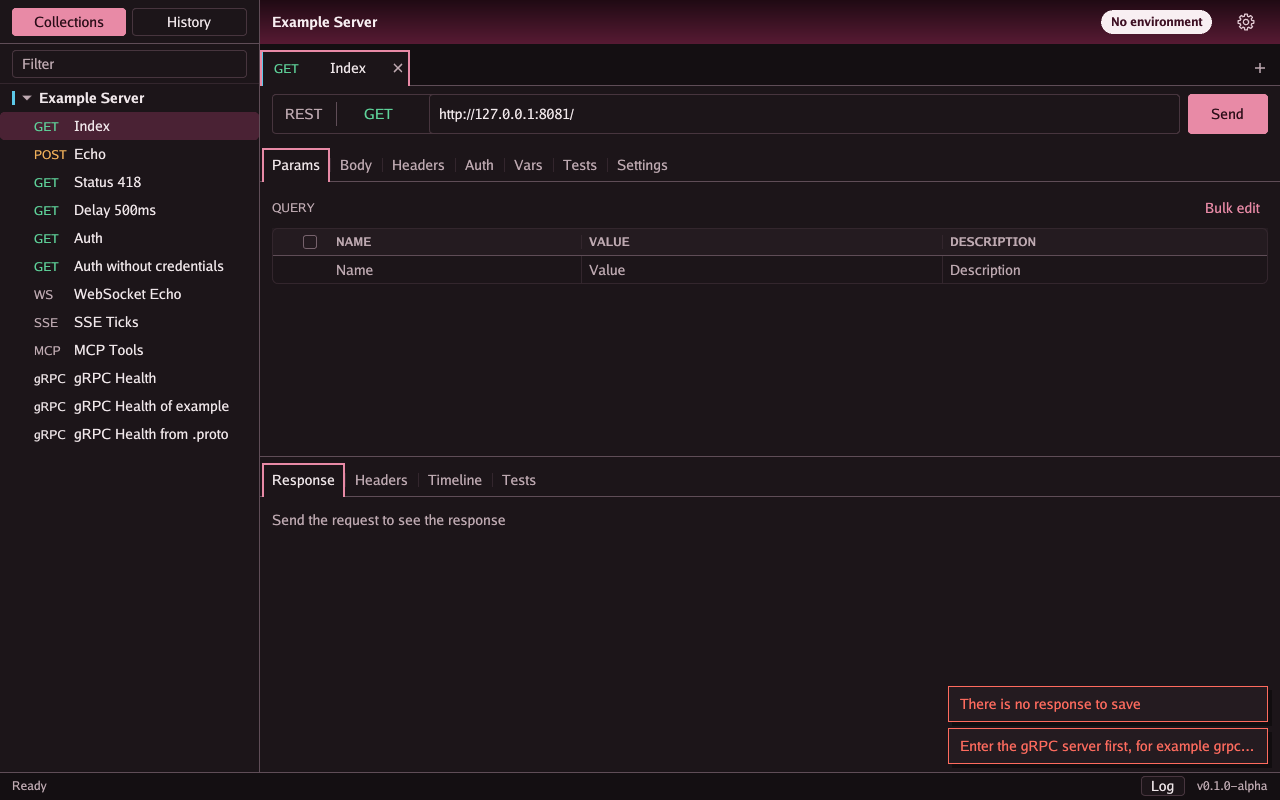 Collections
History
Example Server
No environment
Filter
GET
Index
Example Server
GET Index
POST Echo
GET Status 418
GET Delay 500ms
GET Auth
GET Auth without credentials
WS WebSocket Echo
SSE SSE Ticks
MCP MCP Tools
gRPC gRPC Health
gRPC gRPC Health of example
gRPC gRPC Health from .proto
REST
GET
http://127.0.0.1:8081/
Send
Params
Body
Headers
Auth
Vars
Tests
Settings
QUERY
Bulk edit
NAME
VALUE
DESCRIPTION
Name
Value
Description
Response
Headers
Timeline
Tests
Send the request to see the response
There is no response to save
Enter the gRPC server first, for example grpc...
Ready
Log
v0.1.0-alpha